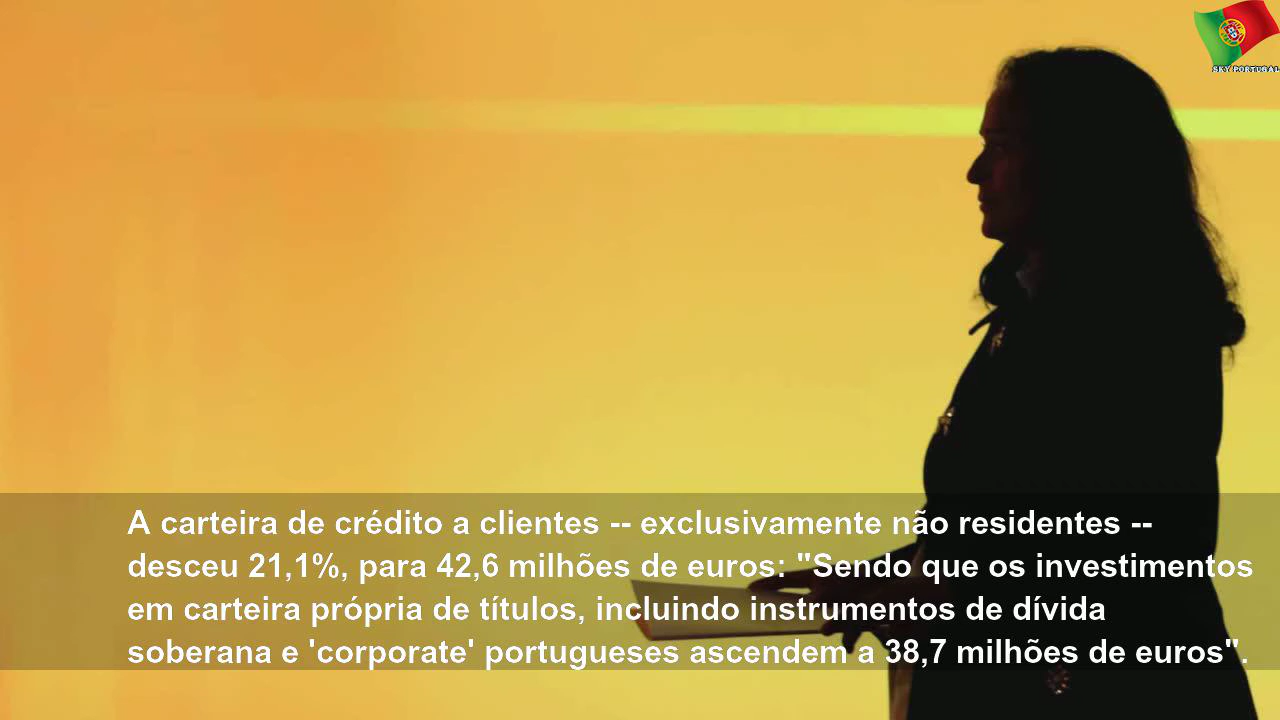 SKY PORTUGAL
A carteira de crédito a clientes -- exclusivamente não residentes --
desceu 21,1%, para 42,6 milhões de euros: "Sendo que os investimentos
em carteira própria de títulos, incluindo instrumentos de dívida
soberana e 'corporate' portugueses ascendem a 38,7 milhões de euros".